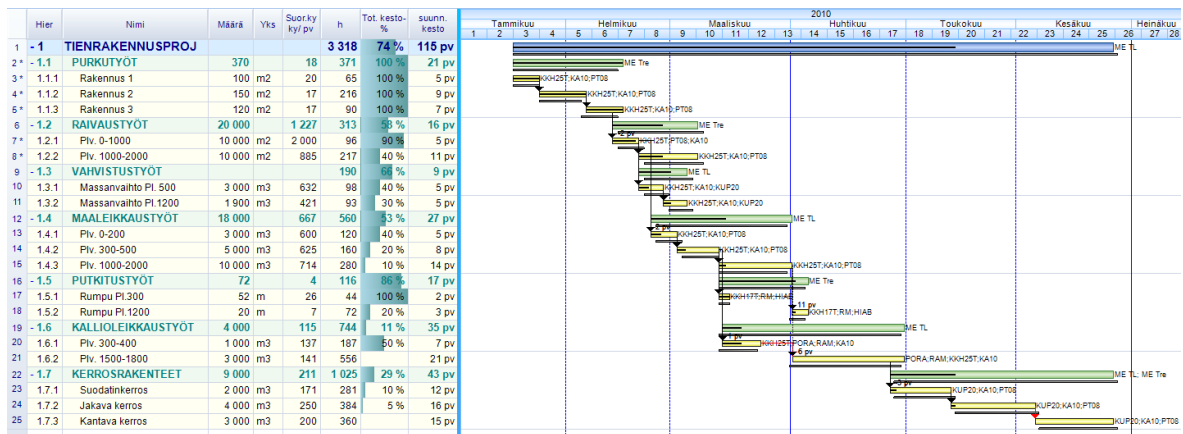 2010
Hier Nimi Määrä Yks Suor.ky ky/ pv h Tot. kesto- % suunn. kesto
Tammikuu Helmikuu Maaliskuu Huhtikuu Toukokuu Kesäkuu Heinäkuu
1 2 3 4 5 6 7 8 9 10 11 12 13 14 15 16 17 18 19 20 21 22 23 24 25 26 27 28
1 - 1 TIENRAKENNUSPROJ 3 318 74 % 115 pv ME TL
2 * - 1.1 PURKUTYÖT 370 18 371 100 % 21 pv ME Tre
3 * 1.1.1 Rakennus 1 100 m2 20 65 100 % 5 pv KKH25T;KA10;PT08
4 * 1.1.2 Rakennus 2 150 m2 17 216 100 % 9 pv KKH25T;KA10;PT08
5 * 1.1.3 Rakennus 3 120 m2 17 90 100 % 7 pv KKH25T;KA10;PT08
6 - 1.2 RAIVAUSTYÖT 20 000 1 227 313 58 % 16 pv ME Tre
-2 pv
7 * 1.2.1 Plv. 0-1000 10 000 m2 2 000 96 90 % 5 pv KKH25T;PT08;KA10
8 * 1.2.2 Plv. 1000-2000 10 000 m2 885 217 40 % 11 pv KKH25T;KA10;PT08
9 - 1.3 VAHVISTUSTYÖT 190 66 % 9 pv ME TL
10 1.3.1 Massanvaihto Pl. 500 3 000 m3 632 98 40 % 5 pv KKH25T;KA10;KUP20
11 1.3.2 Massanvaihto Pl.1200 1 900 m3 421 93 30 % 5 pv KKH25T;KA10;KUP20
12 - 1.4 MAALEIKKAUSTYÖT 18 000 667 560 53 % 27 pv ME TL
2 pv
13 1.4.1 Plv. 0-200 3 000 m3 600 120 40 % 5 pv KKH25T;KA10;PT08
14 1.4.2 Plv. 300-500 5 000 m3 625 160 20 % 8 pv KKH25T;KA10;PT08
15 1.4.3 Plv. 1000-2000 10 000 m3 714 280 10 % 14 pv KKH25T;KA10;PT08
16 - 1.5 PUTKITUSTYÖT 72 4 116 86 % 17 pv ME Tre
17 1.5.1 Rumpu Pl.300 52 m 26 44 100 % 2 pv KKH17T;RM;HIAB
11 pv
18 1.5.2 Rumpu Pl.1200 20 m 7 72 20 % 3 pv KKH17T;RM;HIAB
19 - 1.6 KALLIOLEIKKAUSTYÖT 4 000 115 744 11 % 35 pv ME TL
1 pv
20 1.6.1 Plv. 300-400 1 000 m3 137 187 50 % 7 pv KKH25T;PORA;RAM;KA10
6 pv
21 1.6.2 Plv. 1500-1800 3 000 m3 141 556 21 pv PORA;RAM;KKH25T;KA10
22 - 1.7 KERROSRAKENTEET 9 000 211 1 025 29 % 43 pv ME TL; ME Tre
-3 pv
23 1.7.1 Suodatinkerros 2 000 m3 171 281 10 % 12 pv KUP20;KA10;PT08
24 1.7.2 Jakava kerros 4 000 m3 250 384 5 % 16 pv KUP20;KA10;PT08
25 1.7.3 Kantava kerros 3 000 m3 200 360 15 pv KUP20;KA10;PT08